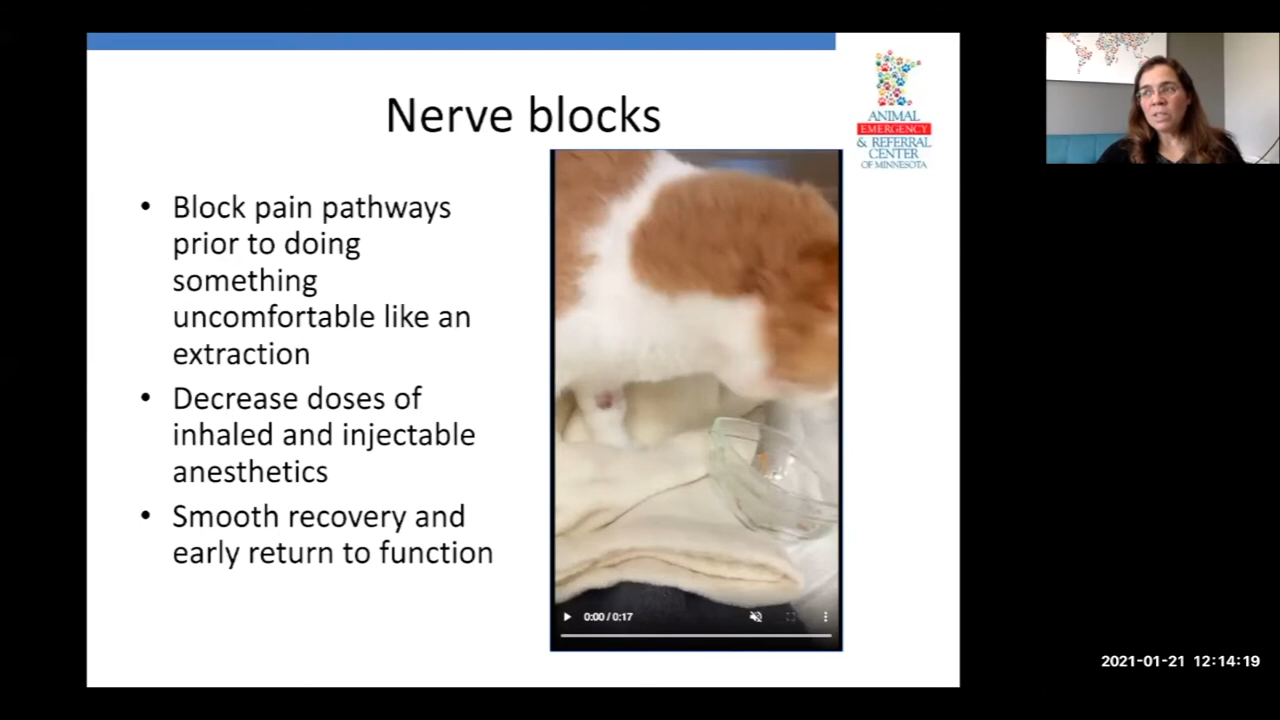 Nerve blocks
ANIMAL
EMERGENCY
& REFERRAL
CENTER
OF MINNESOTA
• Block pain pathways
prior to doing
something
uncomfortable like an
extraction
• Decrease doses of
inhaled and injectable
anesthetics
• Smooth recovery and
early return to function
0:00 / 0:17
2021-01-21 12:14:19